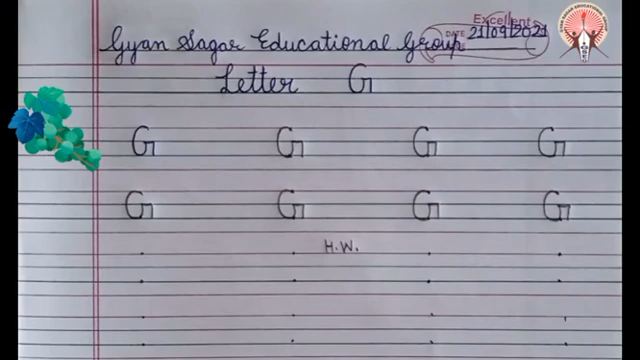 Excellent
Gyan Sagar Educational Group DATE 21/09/2021
Letter G
G G G G
G G G G
H.W.